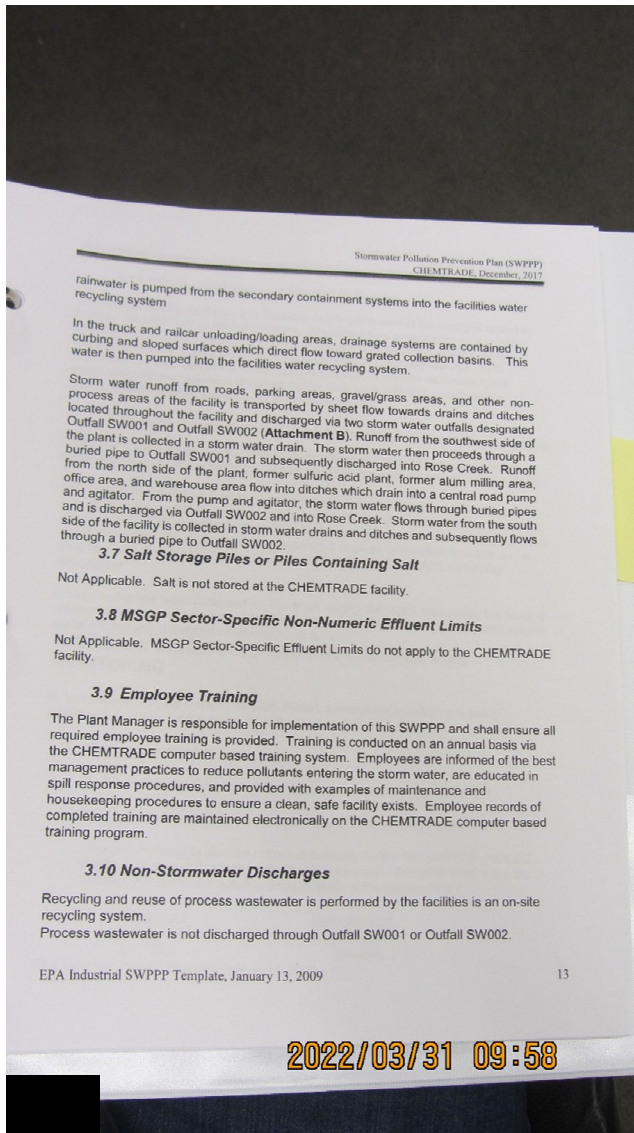 Stormwater Pollution Prevention Plan (SWPPP)
CHEMTRADE, December, 2017
rainwater is pumped from the secondary containment systems into the facilities water
recycling system
In the truck and railcar unloading/loading areas, drainage systems are contained by
curbing and sloped surfaces which direct flow toward grated collection basins. This
water is then pumped into the facilities water recycling system.
Storm water runoff from roads, parking areas, gravel/grass areas, and other non-
process areas of the facility is transported by sheet flow towards drains and ditches
located throughout the facility and discharged via two storm water outfalls designated
Outfall SW001 and Outfall SW002 (Attachment B). Runoff from the southwest side of
the plant is collected in a storm water drain. The storm water then proceeds through a
buried pipe to Outfall SW001 and subsequently discharged into Rose Creek. Runoff
from the north side of the plant, former sulfuric acid plant, former alum milling area,
office area, and warehouse area flow into ditches which drain into a central road pump
and agitator. From the pump and agitator, the storm water flows through buried pipes
and is discharged via Outfall SW002 and into Rose Creek. Storm water from the south
side of the facility is collected in storm water drains and ditches and subsequently flows
through a buried pipe to Outfall SW002.
3.7 Salt Storage Piles or Piles Containing Salt
Not Applicable. Salt is not stored at the CHEMTRADE facility.
3.8 MSGP Sector-Specific Non-Numeric Effluent Limits
Not Applicable. MSGP Sector-Specific Effluent Limits do not apply to the CHEMTRADE
facility.
3.9 Employee Training
The Plant Manager is responsible for implementation of this SWPPP and shall ensure all
required employee training is provided. Training is conducted on an annual basis via
the CHEMTRADE computer based training system. Employees are informed of the best
management practices to reduce pollutants entering the storm water, are educated in
spill response procedures, and provided with examples of maintenance and
housekeeping procedures to ensure a clean, safe facility exists. Employee records of
completed training are maintained electronically on the CHEMTRADE computer based
training program.
3.10 Non-Stormwater Discharges
Recycling and reuse of process wastewater is performed by the facilities is an on-site
recycling system.
Process wastewater is not discharged through Outfall SW001 or Outfall SW002.
EPA Industrial SWPPP Template, January 13, 2009 13
2022/03/31 09:58